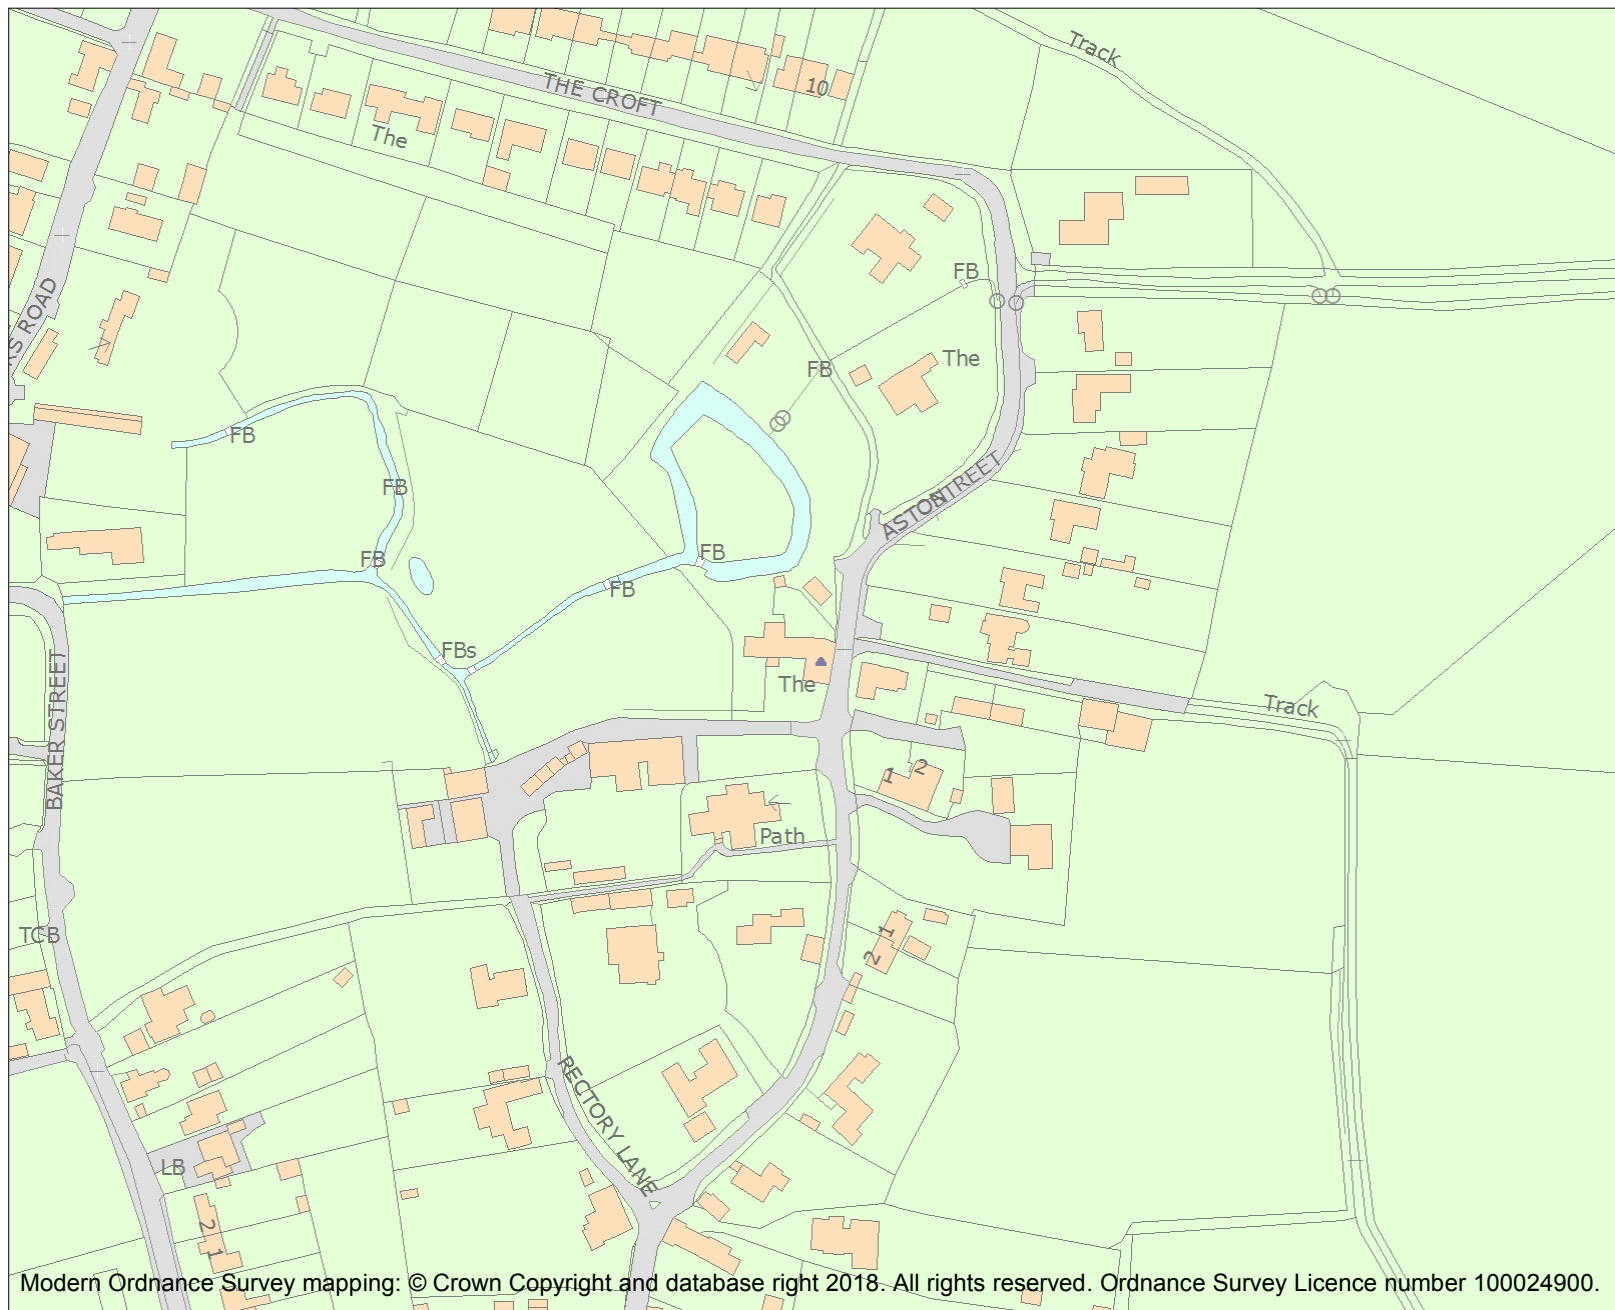 Track
THE CROFT
10
The
FB
KS ROAD
The
FB
FB
FB
ASTON STREET
FB
FB
FB
FBs
The
Track
BAKER STREET
1
2
Path
TCB
1
2
RECTORY LANE
LB
2
1
Modern Ordnance Survey mapping: © Crown Copyright and database right 2018. All rights reserved. Ordnance Survey Licence number 100024900.